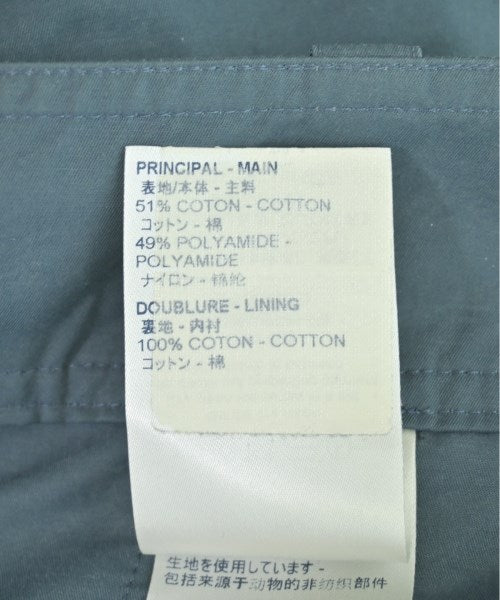 PRINCIPAL - MAIN
表地/本体 - 主料
51% COTON - COTTON
コットン - 棉
49% POLYAMIDE -
POLYAMIDE
ナイロン - 锦纶
DOUBLURE - LINING
裏地 - 内衬
100% COTON - COTTON
コットン - 棉
生地を使用しています -
包括来源于动物的非纺织部件